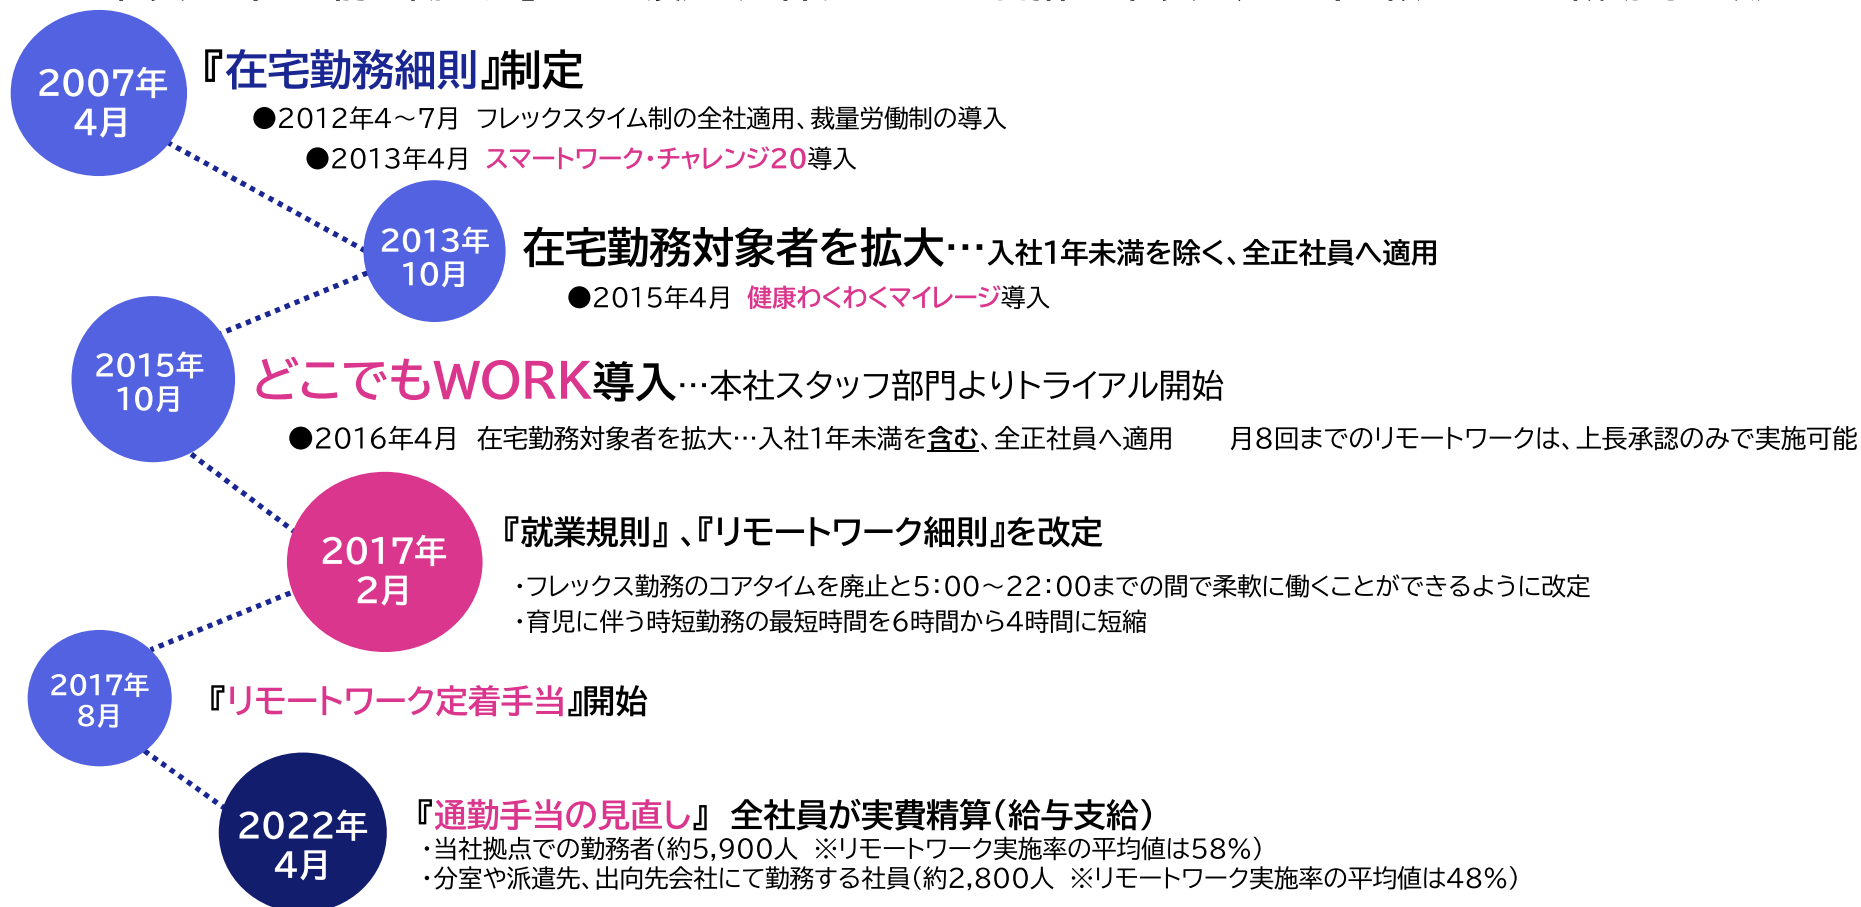 2007年
4月
『在宅勤務細則』制定
●2012年4～7月　フレックスタイム制の全社適用、裁量労働制の導入
●2013年4月　スマートワーク・チャレンジ20導入
2013年
10月
在宅勤務対象者を拡大…入社1年未満を除く、全正社員へ適用
●2015年4月　健康わくわくマイレージ導入
2015年
10月
どこでもWORK導入…本社スタッフ部門よりトライアル開始
●2016年4月　在宅勤務対象者を拡大…入社1年未満を含む、全正社員へ適用　　月8回までのリモートワークは、上長承認のみで実施可能
2017年
2月
『就業規則』、『リモートワーク細則』を改定
・フレックス勤務のコアタイムを廃止と5：00～22：00までの間で柔軟に働くことができるように改定
・育児に伴う時短勤務の最短時間を6時間から4時間に短縮
2017年
8月
『リモートワーク定着手当』開始
2022年
4月
『通勤手当の見直し』　全社員が実費精算（給与支給）
・当社拠点での勤務者（約5,900人　※リモートワーク実施率の平均値は58％）
・分室や派遣先、出向先会社にて勤務する社員（約2,800人　※リモートワーク実施率の平均値は48％）